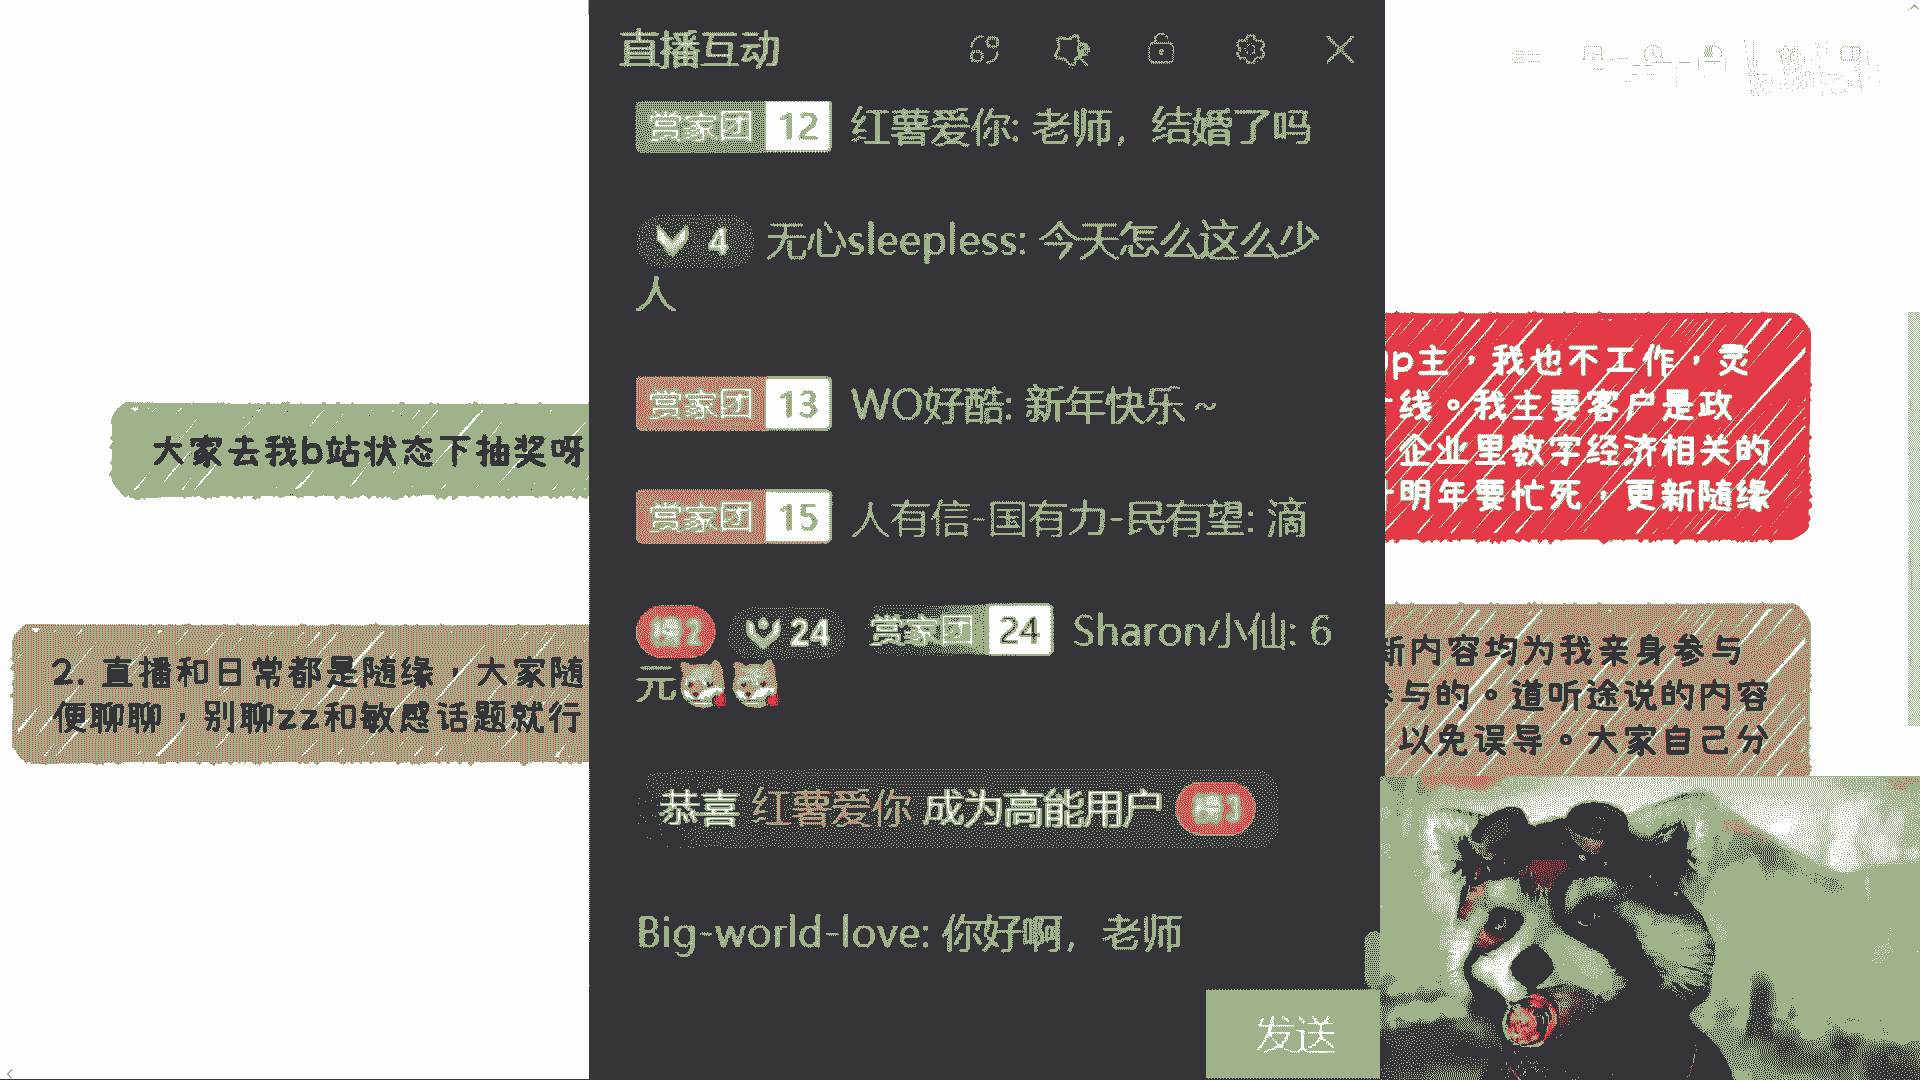 直播互动
赏家团 12 红薯爱你: 老师，结婚了吗
4 无心sleepless: 今天怎么这么少
人
赏家团 13 WO好酷: 新年快乐～
赏家团 15 人有信-国有力-民有望: 滴
榜2 24 赏家团 24 Sharon小仙: 6
元
恭喜 红薯爱你 成为高能用户 榜3
Big-world-love: 你好啊，老师
发送
大家去我b站状态下抽奖呀
2. 直播和日常都是随缘，大家随
便聊聊，别聊zz和敏感话题就行
p主，我也不工作，灵
线。我主要客户是政
企业里数字经济相关的
明年要忙死，更新随缘
新内容均为我亲身参与
参与的。道听途说的内容
以免误导。大家自己分